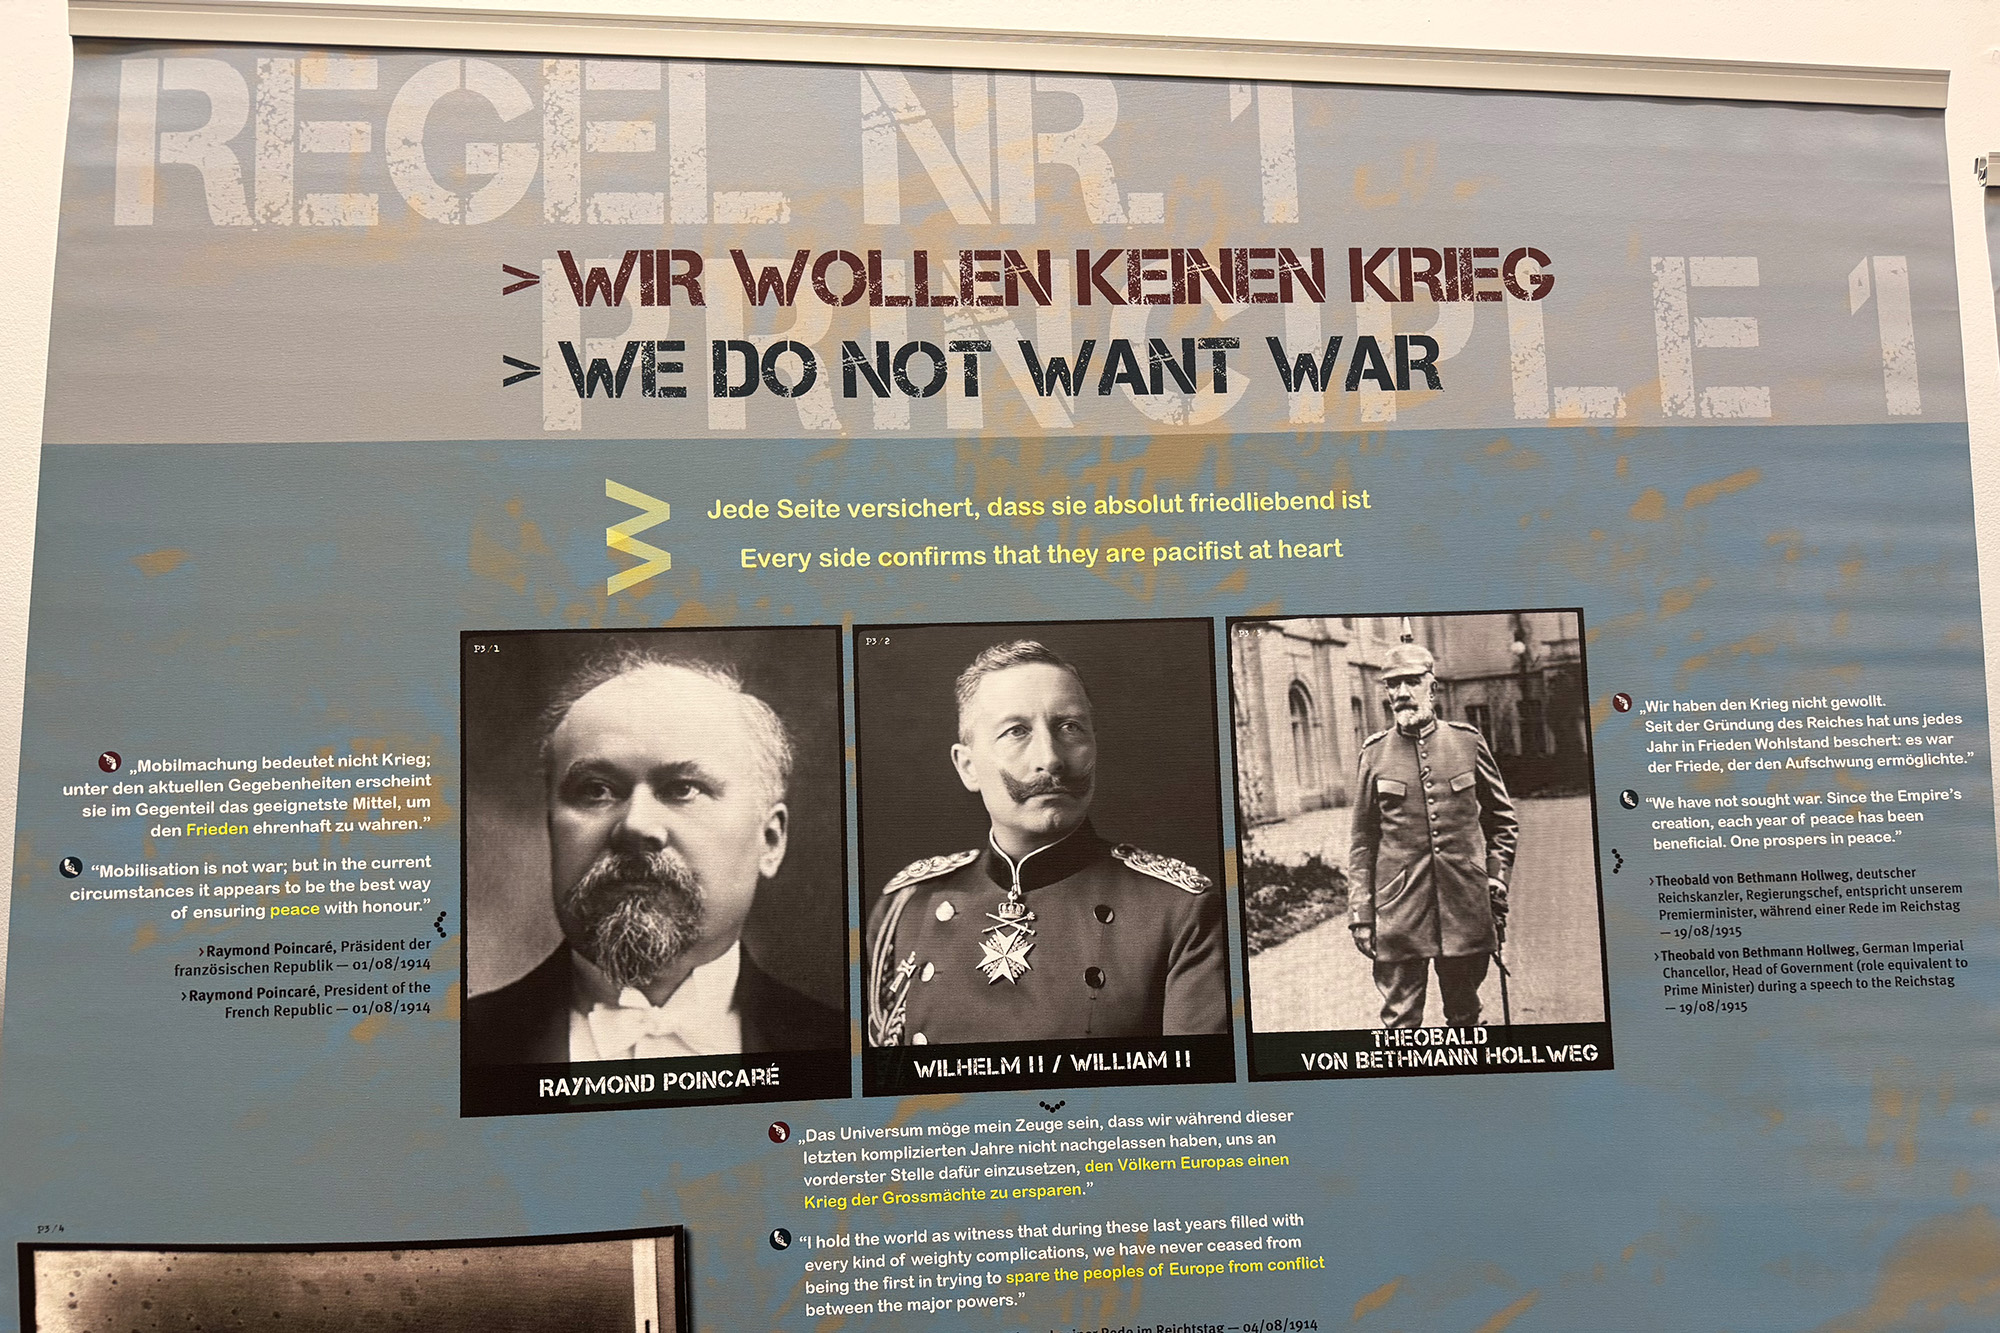 REGEL NR. 1
PRINCIPLE 1
> WIR WOLLEN KEINEN KRIEG
> WE DO NOT WANT WAR
Jede Seite versichert, dass sie absolut friedliebend ist
Every side confirms that they are pacifist at heart
P3/1
RAYMOND POINCARÉ
P3/2
WILHELM II / WILLIAM II
P3/3
THEOBALD
VON BETHMANN HOLLWEG
„Mobilmachung bedeutet nicht Krieg;
unter den aktuellen Gegebenheiten erscheint
sie im Gegenteil das geeignetste Mittel, um
den Frieden ehrenhaft zu wahren.”
“Mobilisation is not war; but in the current
circumstances it appears to be the best way
of ensuring peace with honour.”
>Raymond Poincaré, Präsident der
französischen Republik — 01/08/1914
>Raymond Poincaré, President of the
French Republic — 01/08/1914
„Wir haben den Krieg nicht gewollt.
Seit der Gründung des Reiches hat uns jedes
Jahr in Frieden Wohlstand beschert: es war
der Friede, der den Aufschwung ermöglichte.”
“We have not sought war. Since the Empire’s
creation, each year of peace has been
beneficial. One prospers in peace.”
>Theobald von Bethmann Hollweg, deutscher
Reichskanzler, Regierungschef, entspricht unserem
Premierminister, während einer Rede im Reichstag
— 19/08/1915
>Theobald von Bethmann Hollweg, German Imperial
Chancellor, Head of Government (role equivalent to
Prime Minister) during a speech to the Reichstag
— 19/08/1915
„Das Universum möge mein Zeuge sein, dass wir während dieser
letzten komplizierten Jahre nicht nachgelassen haben, uns an
vorderster Stelle dafür einzusetzen, den Völkern Europas einen
Krieg der Grossmächte zu ersparen.”
“I hold the world as witness that during these last years filled with
every kind of weighty complications, we have never ceased from
being the first in trying to spare the peoples of Europe from conflict
between the major powers.”
Rede im Reichtstag — 04/08/1914
P3/4